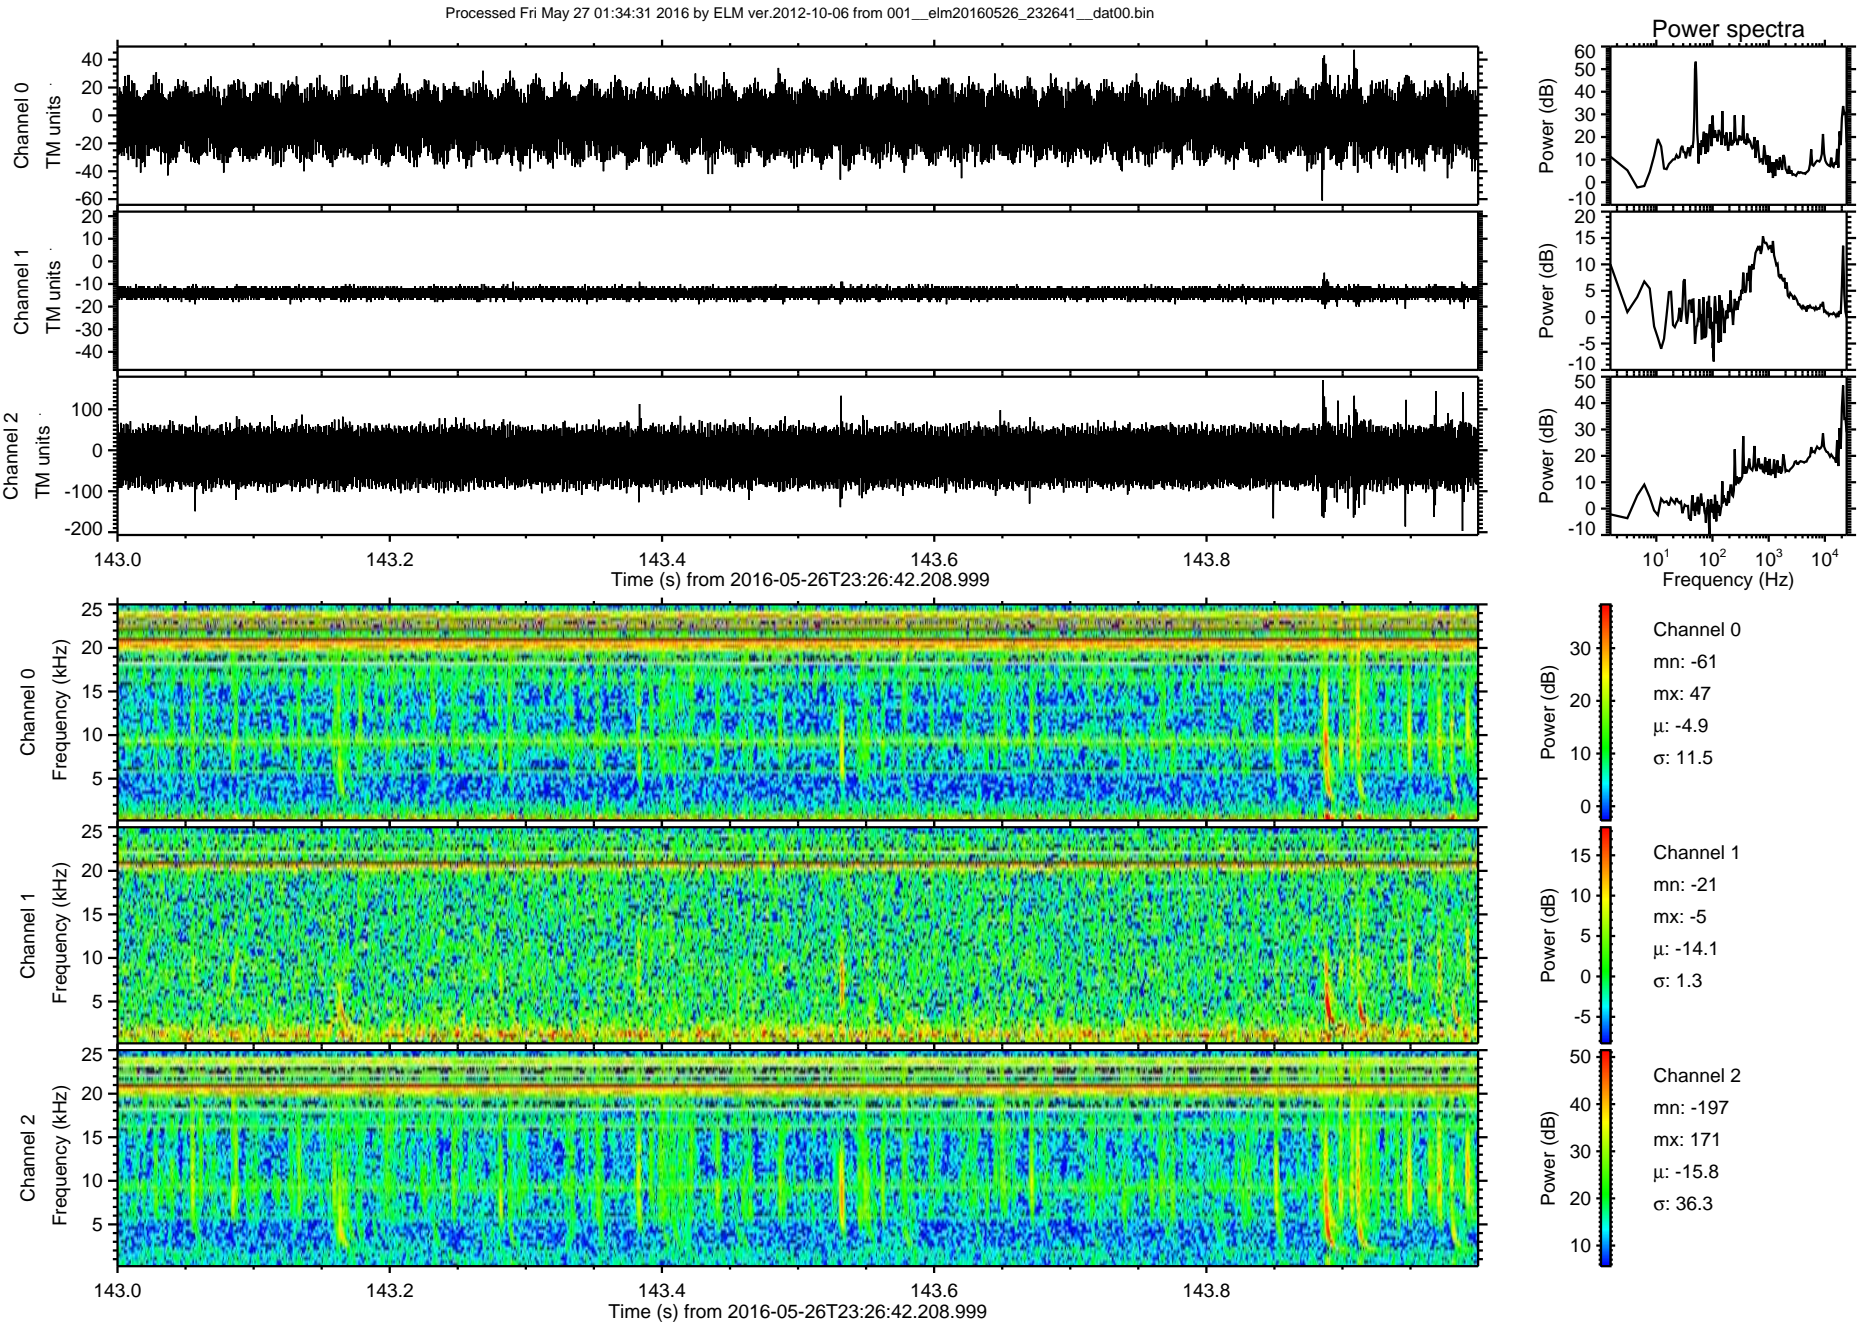 Processed Fri May 27 01:34:31 2016 by ELM ver.2012-10-06 from 001__elm20160526_232641__dat00.bin
Power spectra
Channel 0
TM units
40
20
0
-20
-40
-60
Power (dB)
60
50
40
30
20
10
0
-10
Channel 1
TM units
20
10
0
-10
-20
-30
-40
Power (dB)
20
15
10
5
0
-5
-10
Channel 2
TM units
100
0
-100
-200
Power (dB)
50
40
30
20
10
0
-10
143.0 143.2 143.4 143.6 143.8
Time (s) from 2016-05-26T23:26:42.208.999
10^1 10^2 10^3 10^4
Frequency (Hz)
Channel 0
Frequency (kHz)
25
20
15
10
5
Power (dB)
30
20
10
0
Channel 0
mn: -61
mx: 47
μ: -4.9
σ: 11.5
Channel 1
Frequency (kHz)
25
20
15
10
5
Power (dB)
15
10
5
0
-5
Channel 1
mn: -21
mx: -5
μ: -14.1
σ: 1.3
Channel 2
Frequency (kHz)
25
20
15
10
5
Power (dB)
50
40
30
20
10
Channel 2
mn: -197
mx: 171
μ: -15.8
σ: 36.3
143.0 143.2 143.4 143.6 143.8
Time (s) from 2016-05-26T23:26:42.208.999